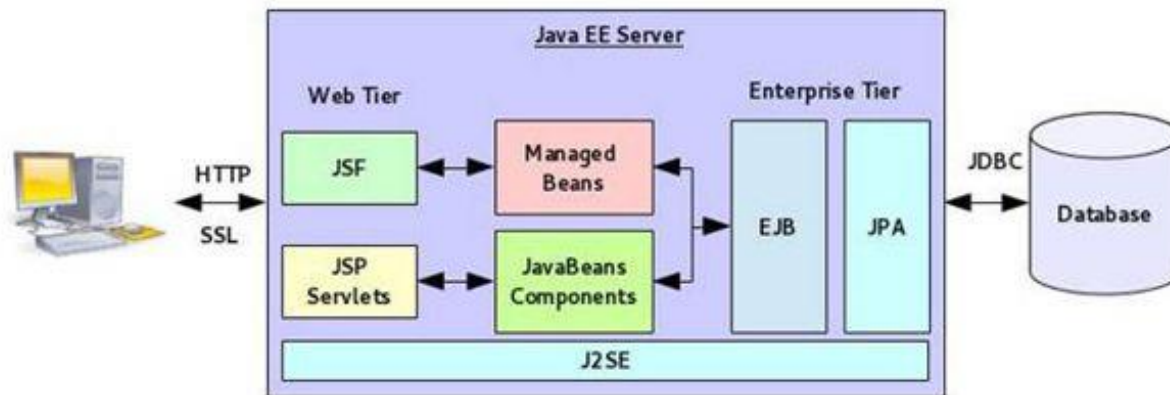 Java EE Server
Web Tier
Enterprise Tier
HTTP
SSL
JSF
Managed
Beans
JSP
Servlets
JavaBeans
Components
EJB
JPA
JDBC
Database
J2SE